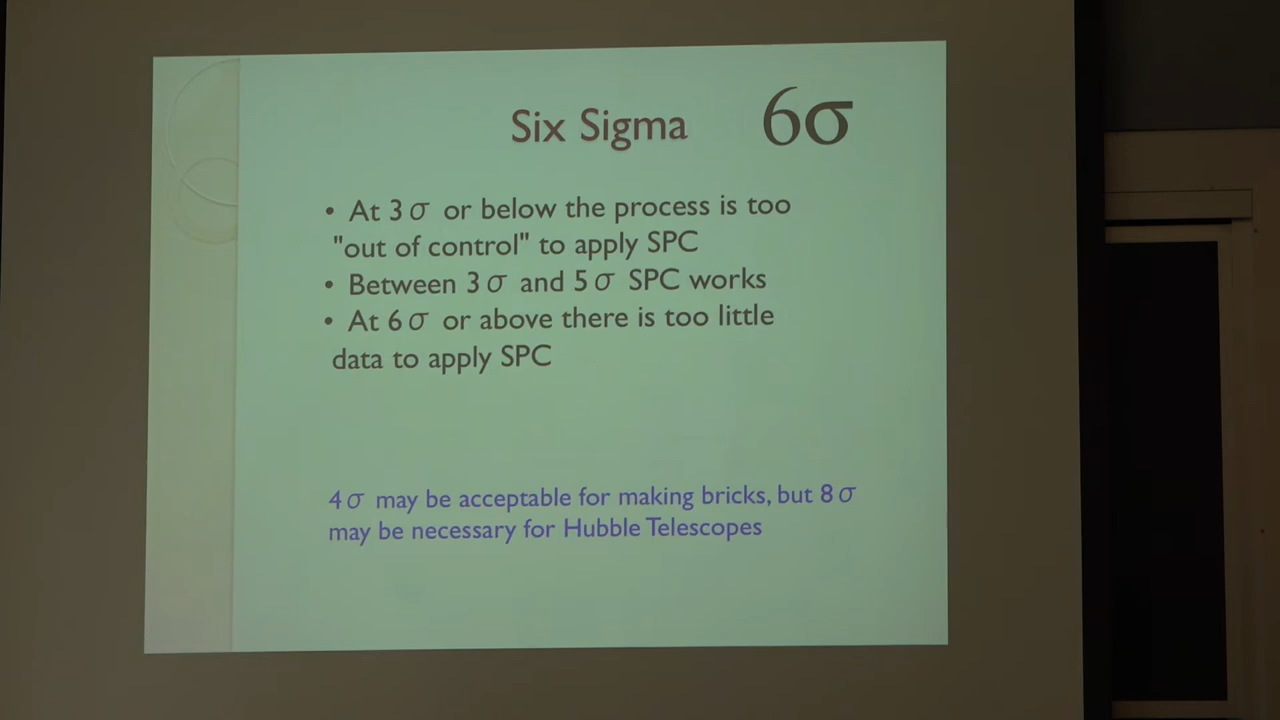 Six Sigma 6σ
• At 3σ or below the process is too
"out of control" to apply SPC
• Between 3σ and 5σ SPC works
• At 6σ or above there is too little
data to apply SPC
4σ may be acceptable for making bricks, but 8σ
may be necessary for Hubble Telescopes